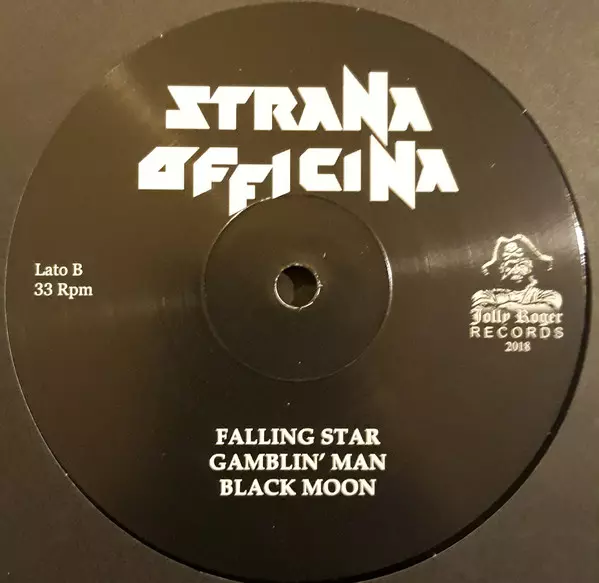 STRANA
OFFICINA
Lato B
33 Rpm
Jolly Roger
RECORDS
2018
FALLING STAR
GAMBLIN' MAN
BLACK MOON